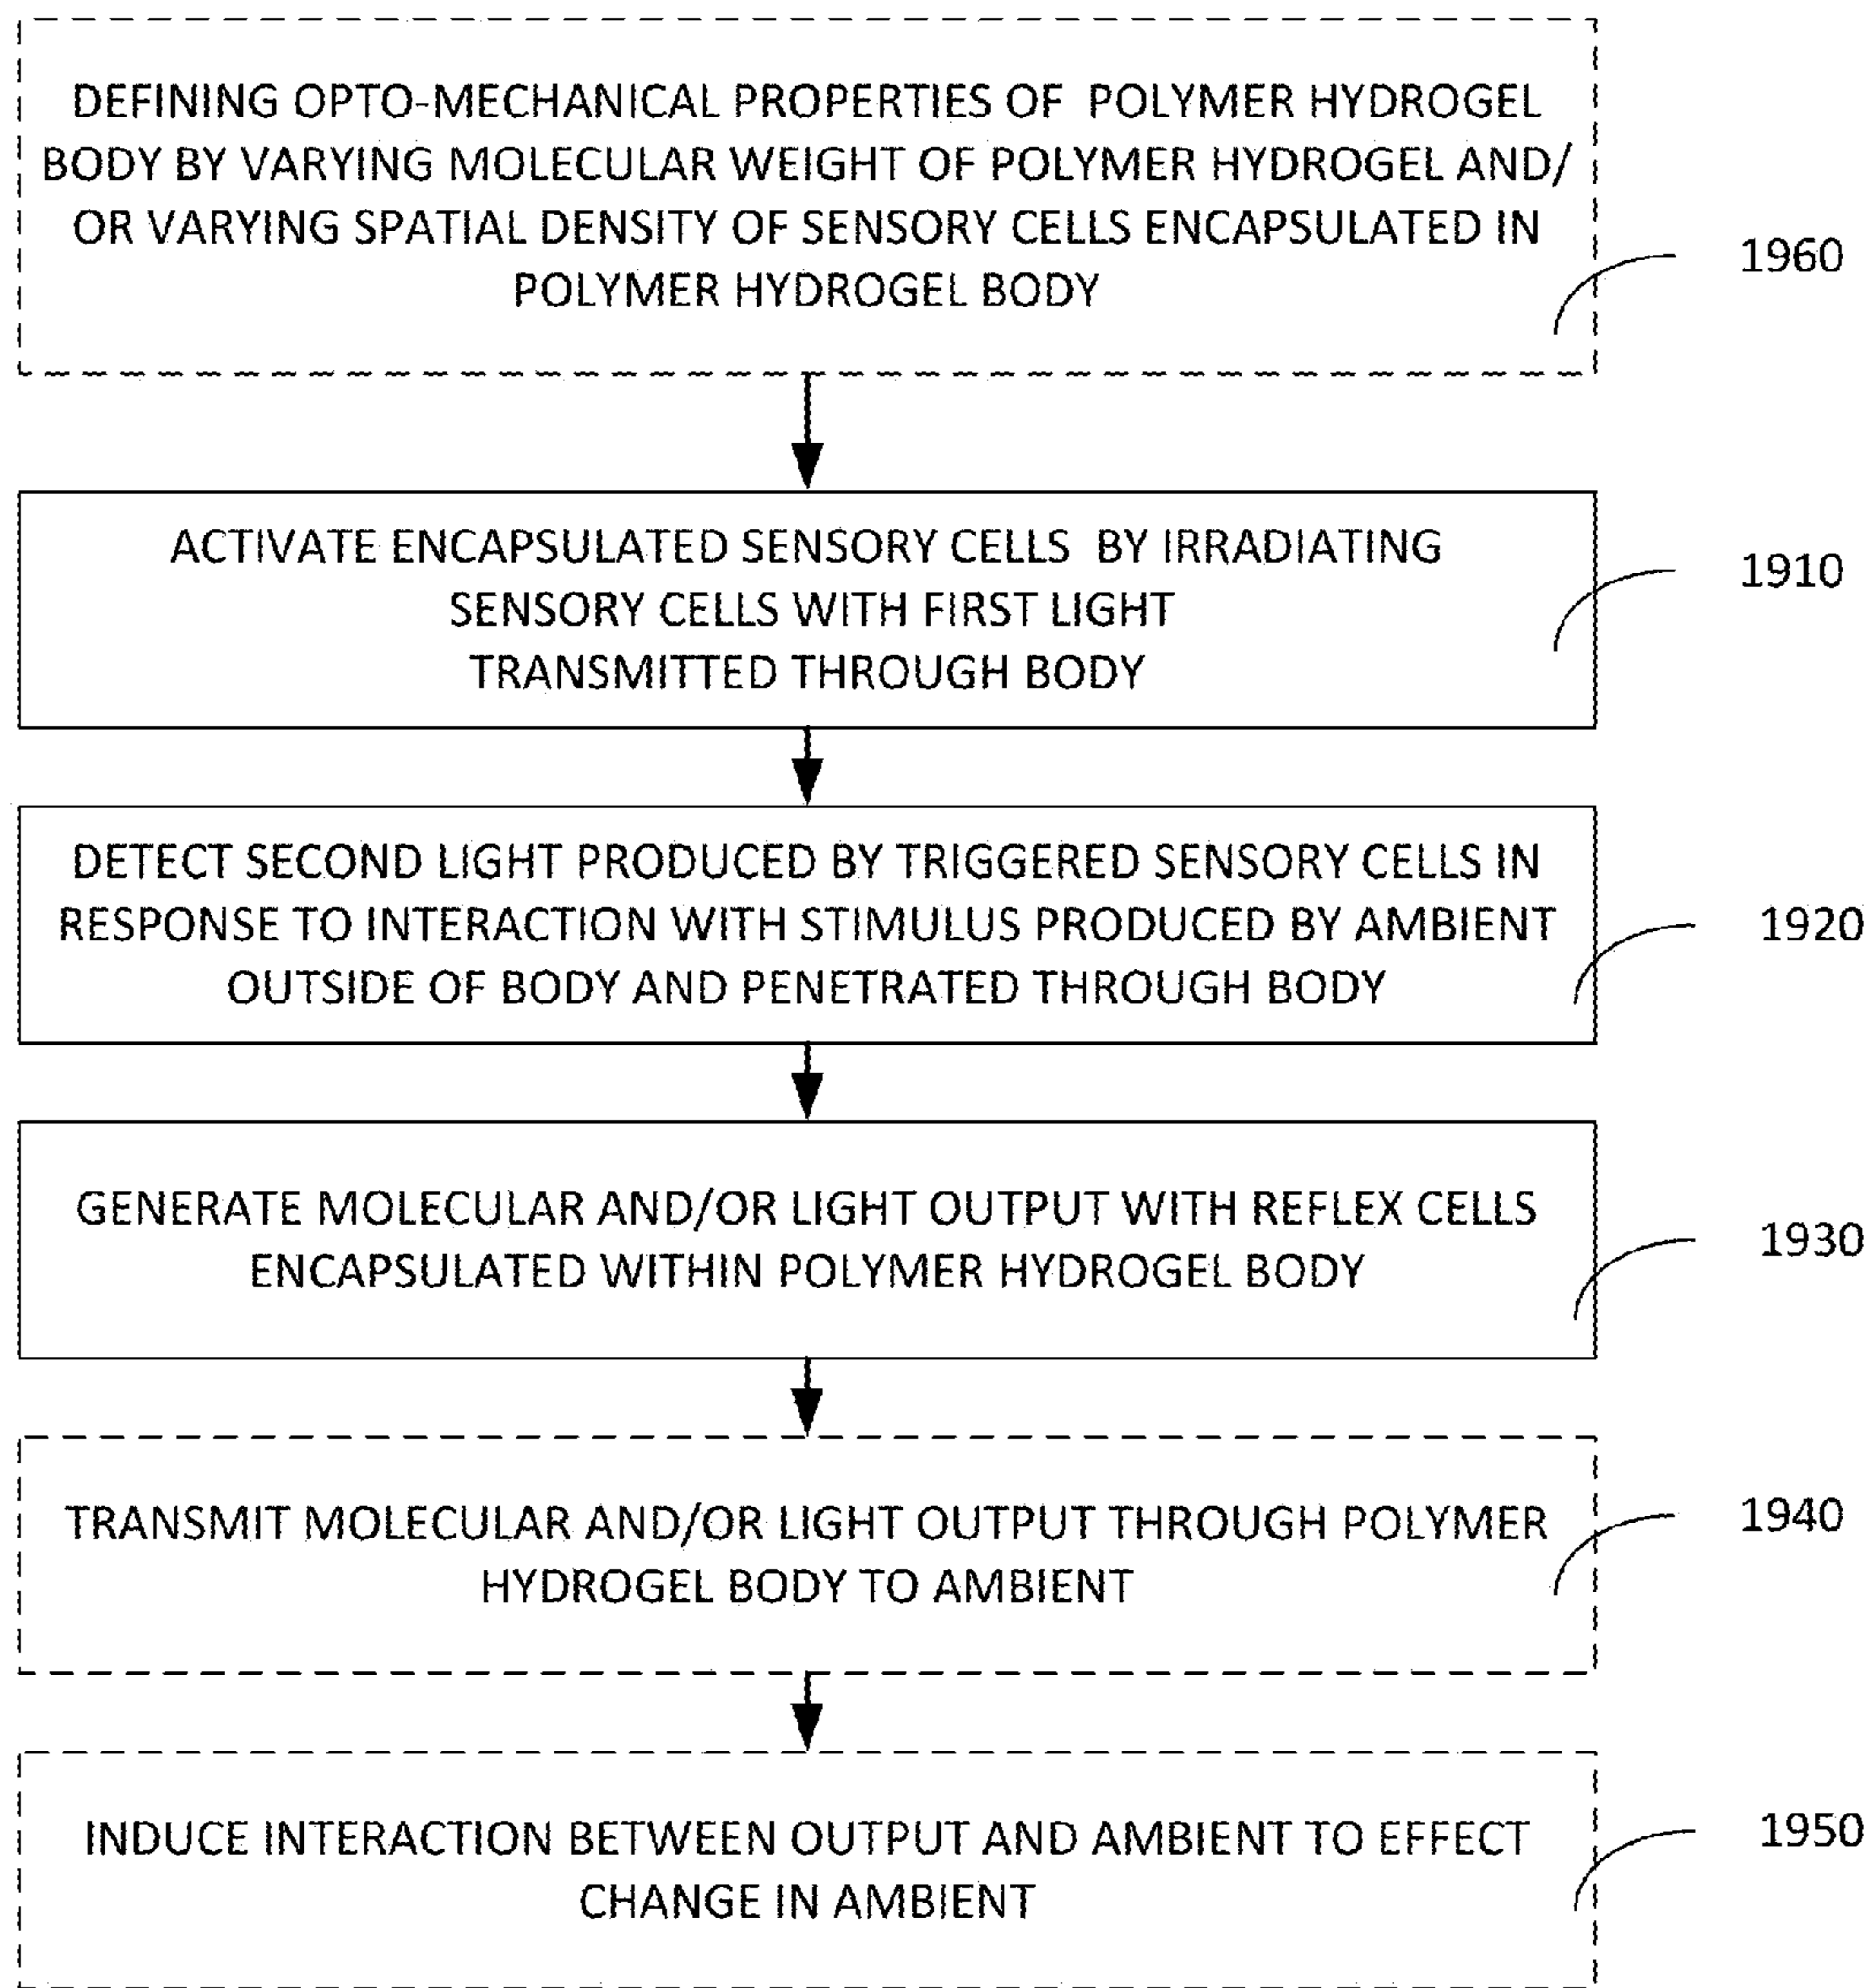 DEFINING OPTO-MECHANICAL PROPERTIES OF POLYMER HYDROGEL
BODY BY VARYING MOLECULAR WEIGHT OF POLYMER HYDROGEL AND/
OR VARYING SPATIAL DENSITY OF SENSORY CELLS ENCAPSULATED IN
POLYMER HYDROGEL BODY
1960
ACTIVATE ENCAPSULATED SENSORY CELLS BY IRRADIATING
SENSORY CELLS WITH FIRST LIGHT
TRANSMITTED THROUGH BODY
1910
DETECT SECOND LIGHT PRODUCED BY TRIGGERED SENSORY CELLS IN
RESPONSE TO INTERACTION WITH STIMULUS PRODUCED BY AMBIENT
OUTSIDE OF BODY AND PENETRATED THROUGH BODY
1920
GENERATE MOLECULAR AND/OR LIGHT OUTPUT WITH REFLEX CELLS
ENCAPSULATED WITHIN POLYMER HYDROGEL BODY
1930
TRANSMIT MOLECULAR AND/OR LIGHT OUTPUT THROUGH POLYMER
HYDROGEL BODY TO AMBIENT
1940
INDUCE INTERACTION BETWEEN OUTPUT AND AMBIENT TO EFFECT
CHANGE IN AMBIENT
1950